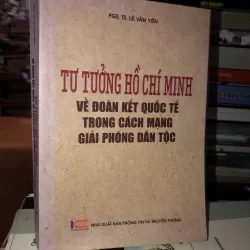 PGS. TS. LÊ VĂN YÊN
TƯ TƯỞNG HỒ CHÍ MINH
VỀ ĐOÀN KẾT QUỐC TẾ
TRONG CÁCH MẠNG
GIẢI PHÓNG DÂN TỘC
NHÀ XUẤT BẢN THÔNG TIN VÀ TRUYỀN THÔNG